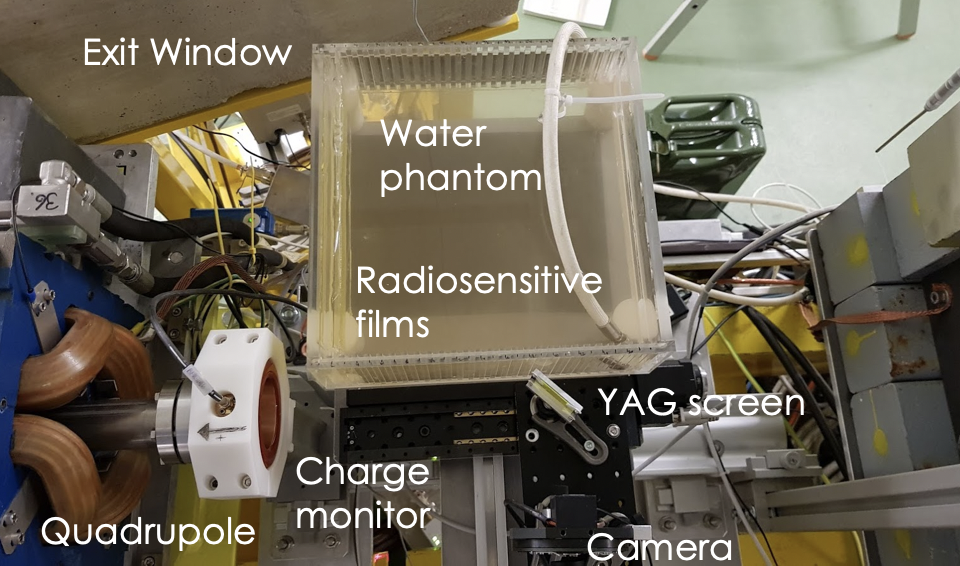 Exit Window
Water
phantom
Radiosensitive
films
YAG screen
Charge
monitor
Quadrupole
Camera
36.